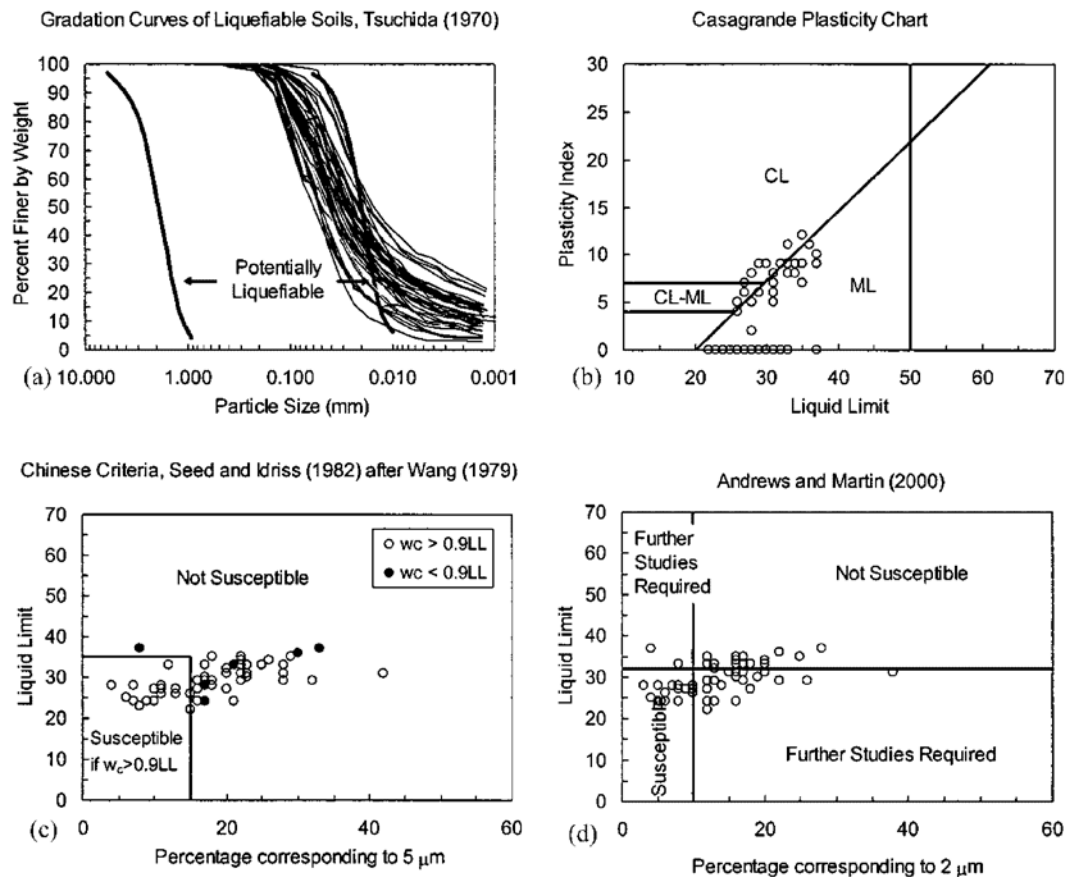 Gradation Curves of Liquefiable Soils, Tsuchida (1970)
Percent Finer by Weight
100
90
80
70
60
50
40
30
20
10
0
Potentially
Liquefiable
10.000 1.000 0.100 0.010 0.001
(a)
Particle Size (mm)
Casagrande Plasticity Chart
Plasticity Index
30
25
20
15
10
5
0
CL
CL-ML
ML
10 20 30 40 50 60 70
(b)
Liquid Limit
Chinese Criteria, Seed and Idriss (1982) after Wang (1979)
Liquid Limit
70
60
50
40
30
20
10
0
wc > 0.9LL
wc < 0.9LL
Not Susceptible
Susceptible
if wc>0.9LL
0 20 40 60
(c)
Percentage corresponding to 5 μm
Andrews and Martin (2000)
Liquid Limit
70
60
50
40
30
20
10
0
Further
Studies
Required
Not Susceptible
Susceptible
Further Studies Required
0 20 40 60
(d)
Percentage corresponding to 2 μm